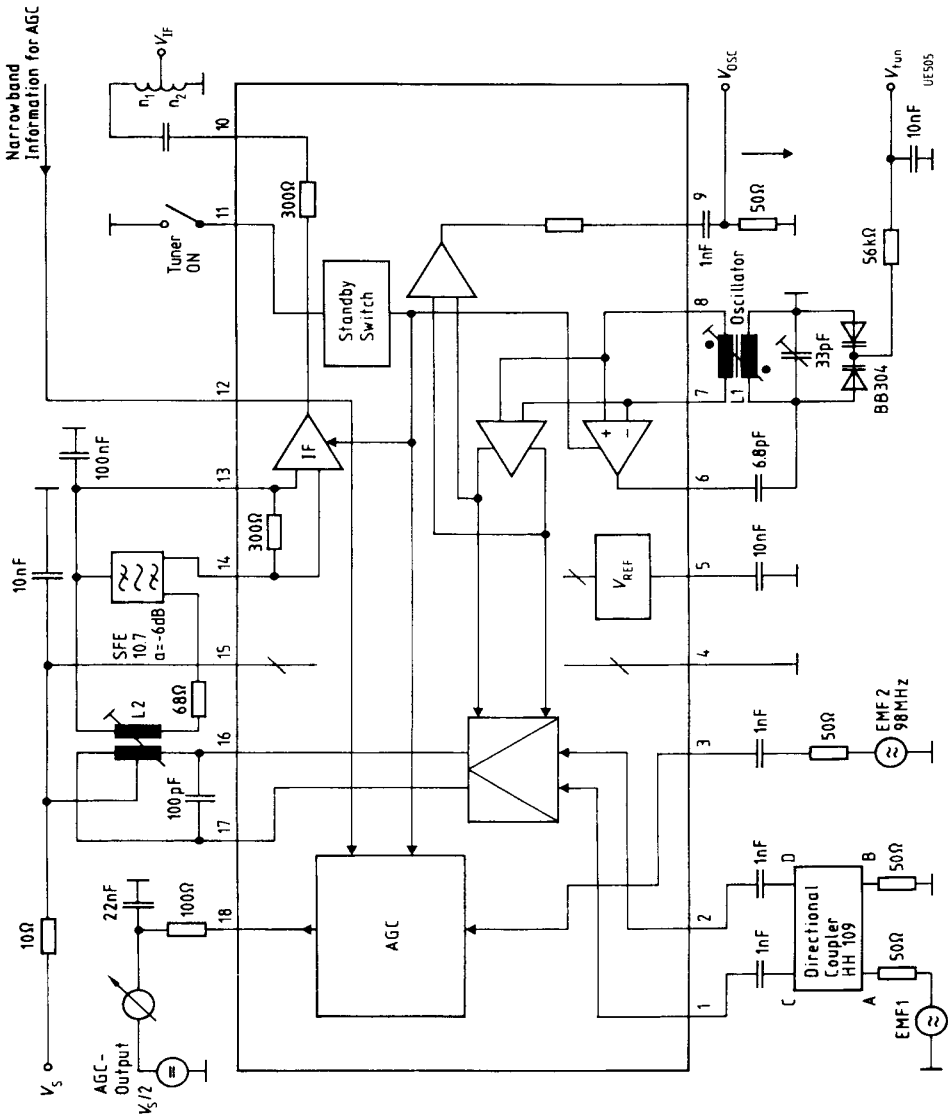 Narrowband
Information for AGC
V_S
10Ω
10nF
100nF
AGC-
Output
V_S/2
22nF
100Ω
100pF
L2
68Ω
SFE
10.7
a=-6dB
Tuner
ON
n1
n2
V_IF
18
17
16
15
14
13
12
11
10
300Ω
IF
300Ω
Standby
Switch
AGC
V_REF
+
-
1
2
3
4
5
6
7
8
9
1nF
1nF
1nF
10nF
6.8pF
L1
Oscillator
1nF
V_OSC
50Ω
C
D
Directional
Coupler
HH 109
A
B
50Ω
50Ω
EMF1
50Ω
EMF2
98MHz
33pF
BB304
56kΩ
V_Tun
10nF
UE505